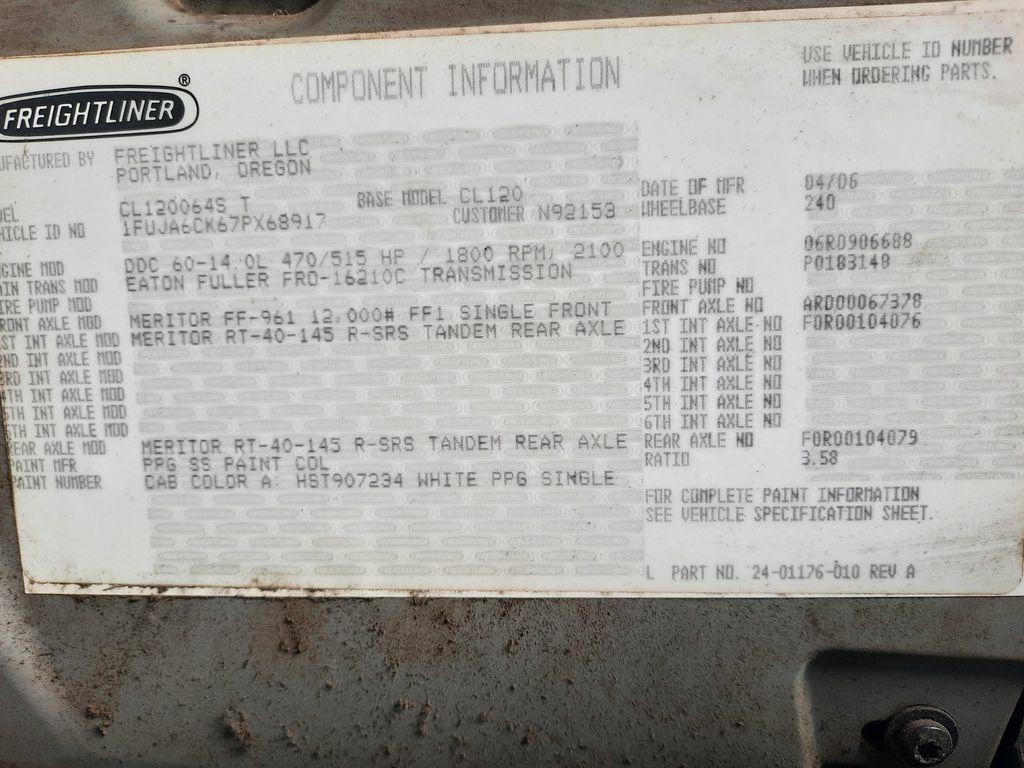 COMPONENT INFORMATION
USE VEHICLE ID NUMBER
WHEN ORDERING PARTS.
FREIGHTLINER®
UFACTURED BY FREIGHTLINER LLC
PORTLAND, OREGON
DEL CL120064S T BASE MODEL CL120
HICLE ID NO 1FUJA6CK67PX68917 CUSTOMER N92153
GINE MOD DDC 60-14.0L 470/515 HP / 1800 RPM; 2100
AIN TRANS MOD EATON FULLER FRO-16210C TRANSMISSION
IRE PUMP MOD
RONT AXLE MOD MERITOR FF-961 12,000# FF1 SINGLE FRONT
ST INT AXLE MOD MERITOR RT-40-145 R-SRS TANDEM REAR AXLE
2ND INT AXLE MOD
3RD INT AXLE MOD
4TH INT AXLE MOD
5TH INT AXLE MOD
6TH INT AXLE MOD
REAR AXLE MOD MERITOR RT-40-145 R-SRS TANDEM REAR AXLE
PAINT MFR PPG SS PAINT COL
PAINT NUMBER CAB COLOR A: HST907234 WHITE PPG SINGLE
DATE OF MFR 04/06
WHEELBASE 240
ENGINE NO 06R0906688
TRANS NO P0183148
FIRE PUMP NO
FRONT AXLE NO ARD00067378
1ST INT AXLE NO FOR00104076
2ND INT AXLE NO
3RD INT AXLE NO
4TH INT AXLE NO
5TH INT AXLE NO
6TH INT AXLE NO
REAR AXLE NO FOR00104079
RATIO 3.58
FOR COMPLETE PAINT INFORMATION
SEE VEHICLE SPECIFICATION SHEET.
L PART NO. 24-01176-010 REV A